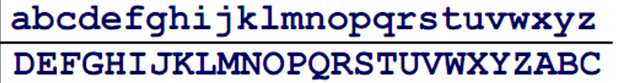 abcdefghijklmnopqrstuvwxyz
DEFGHIJKLMNOPQRSTUVWXYZABC